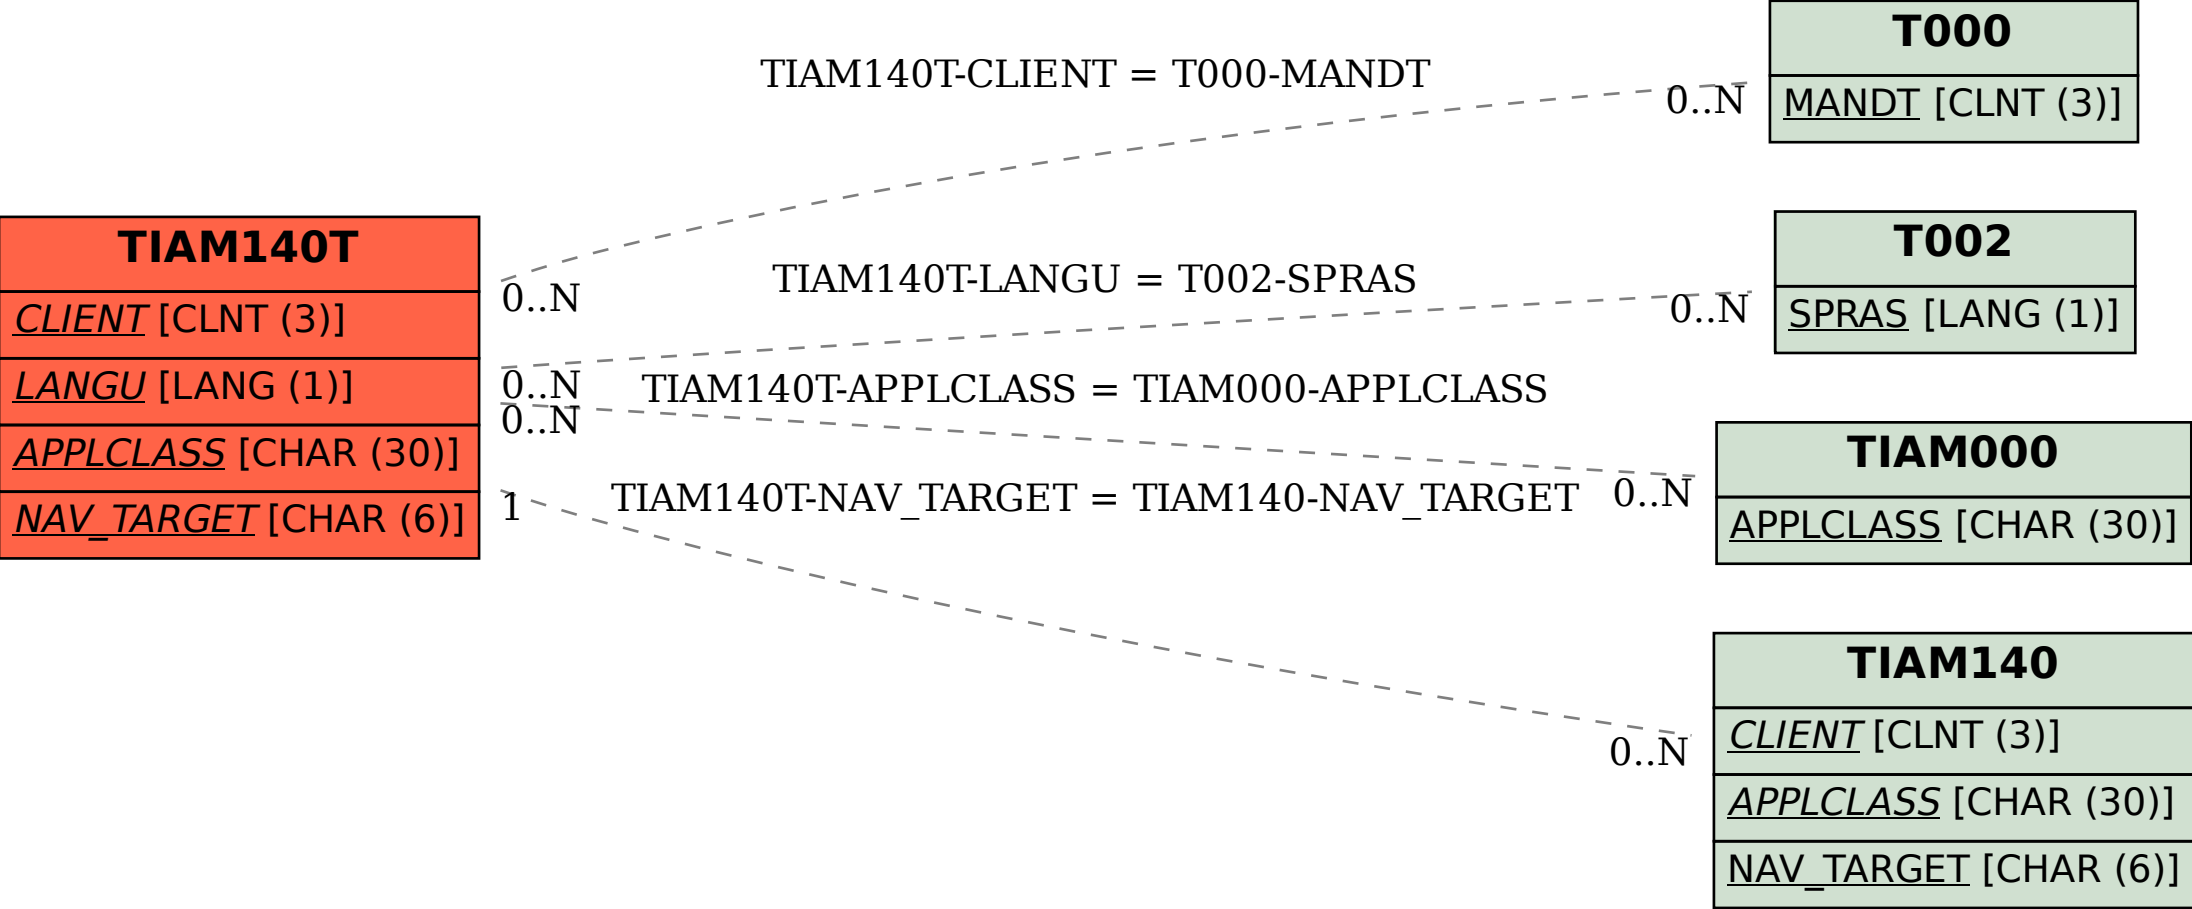 T000
MANDT [CLNT (3)]
TIAM140T-CLIENT = T000-MANDT
0..N
0..N
TIAM140T
CLIENT [CLNT (3)]
LANGU [LANG (1)]
APPLCLASS [CHAR (30)]
NAV_TARGET [CHAR (6)]
T002
SPRAS [LANG (1)]
TIAM140T-LANGU = T002-SPRAS
0..N
0..N
TIAM140T-APPLCLASS = TIAM000-APPLCLASS
0..N
0..N
TIAM000
APPLCLASS [CHAR (30)]
TIAM140T-NAV_TARGET = TIAM140-NAV_TARGET
1
0..N
TIAM140
CLIENT [CLNT (3)]
APPLCLASS [CHAR (30)]
NAV_TARGET [CHAR (6)]